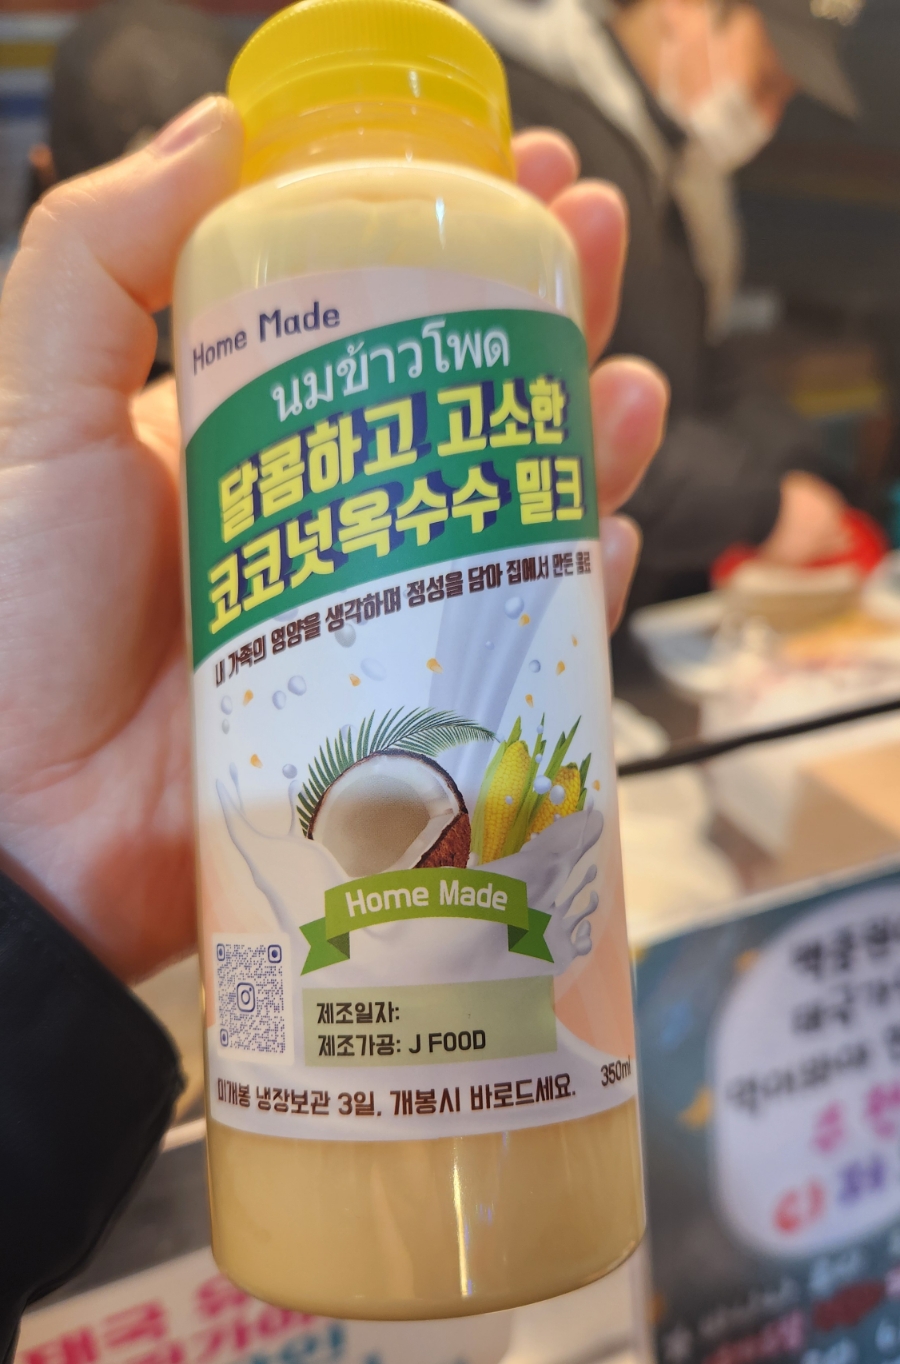 Home Made
นมข้าวโพด
달콤하고 고소한
코코넛옥수수 밀크
내 가족의 영양을 생각하며 정성을 담아 집에서 만든 음료
Home Made
제조일자:
제조가공: J FOOD
미개봉 냉장보관 3일, 개봉시 바로드세요.
350ml
태국